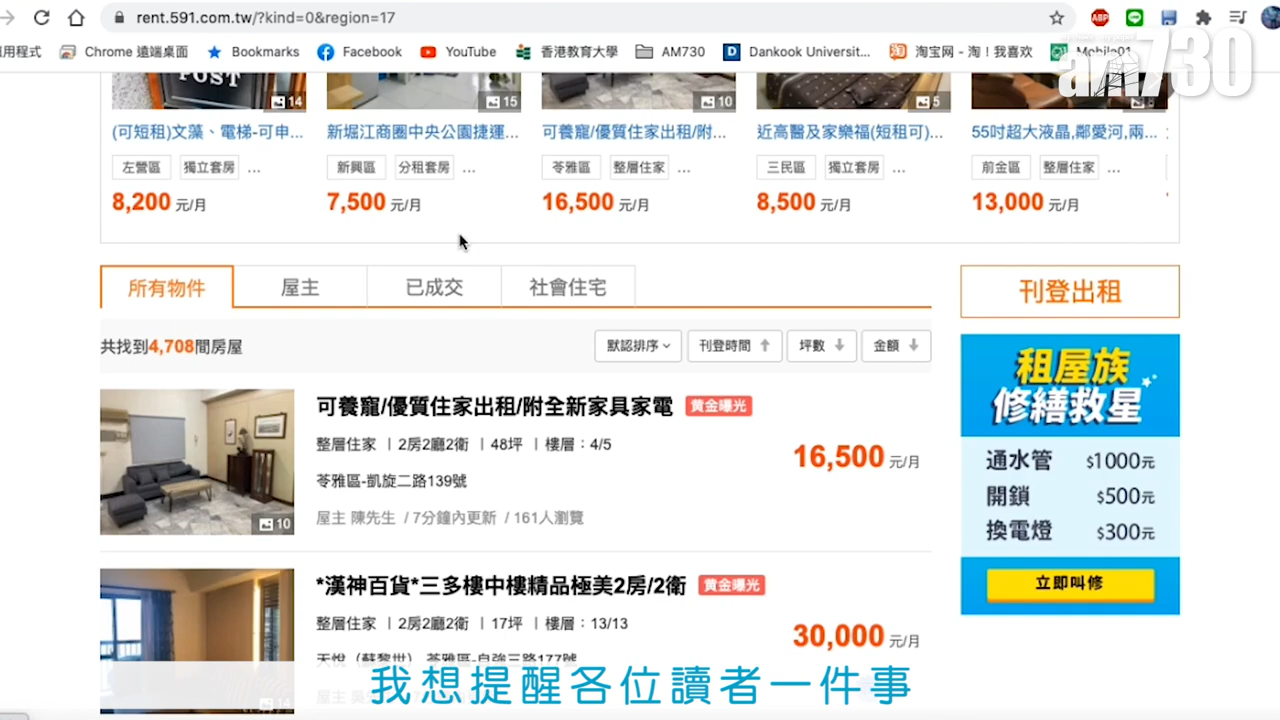 rent.591.com.tw/?kind=0&region=17
用程式 Chrome 遠端桌面 Bookmarks Facebook YouTube 香港教育大學 AM730 Dankook Universit... 淘宝网 - 淘！我喜欢 Mobile01
am730
POST
14 15 10 5
(可短租)文藻、電梯-可申... 新堀江商圈中央公園捷運... 可養寵/優質住家出租/附... 近高醫及家樂福(短租可)... 55吋超大液晶,鄰愛河,兩...
左營區 獨立套房 ... 新興區 分租套房 ... 苓雅區 整層住家 ... 三民區 獨立套房 ... 前金區 整層住家 ...
8,200 元/月 7,500 元/月 16,500 元/月 8,500 元/月 13,000 元/月
所有物件 屋主 已成交 社會住宅
刊登出租
共找到4,708間房屋 默認排序 刊登時間 坪數 金額
可養寵/優質住家出租/附全新家具家電 黃金曝光
整層住家 | 2房2廳2衛 | 48坪 | 樓層：4/5
16,500 元/月
苓雅區-凱旋二路139號
屋主 陳先生 / 7分鐘內更新 / 161人瀏覽
10
*漢神百貨*三多樓中樓精品極美2房/2衛 黃金曝光
整層住家 | 2房2廳2衛 | 17坪 | 樓層：13/13
30,000 元/月
租屋族
修繕救星
通水管 $1000元
開鎖 $500元
換電燈 $300元
立即叫修
我想提醒各位讀者一件事